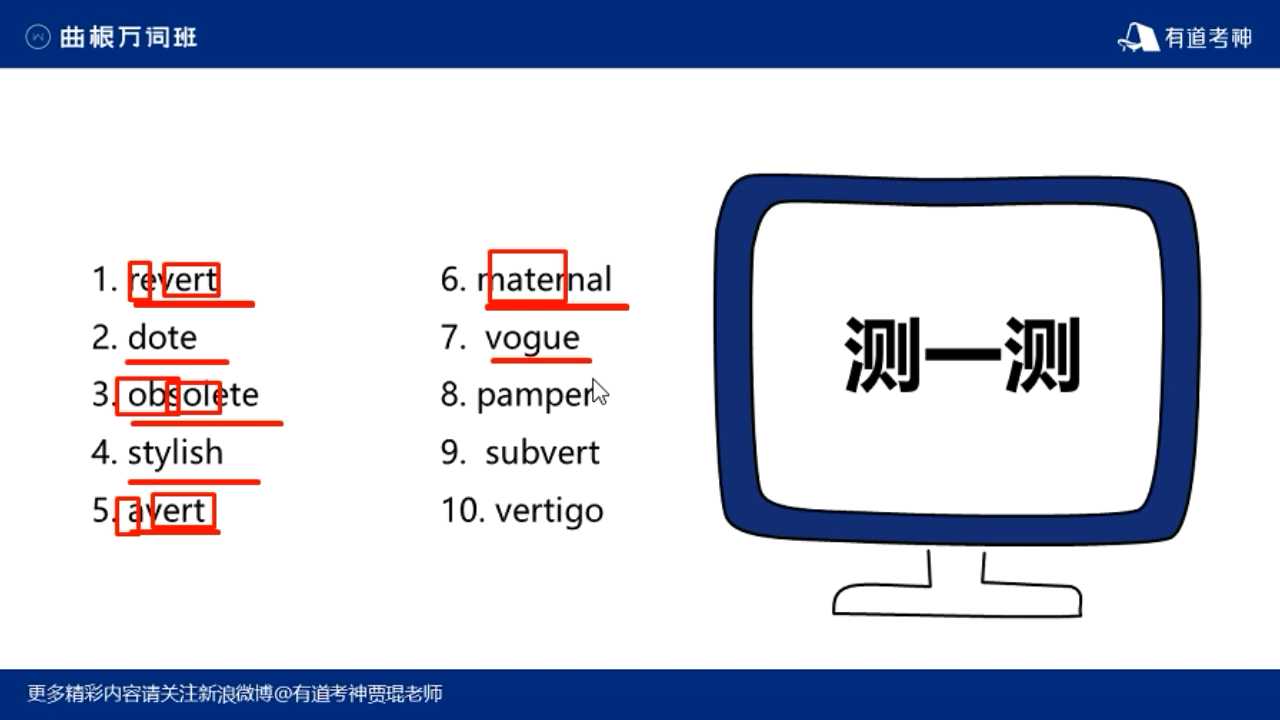 曲根万词班
有道考神
1. revert
2. dote
3. obsolete
4. stylish
5. avert
6. maternal
7. vogue
8. pamper
9. subvert
10. vertigo
测一测
更多精彩内容请关注新浪微博@有道考神贾琨老师